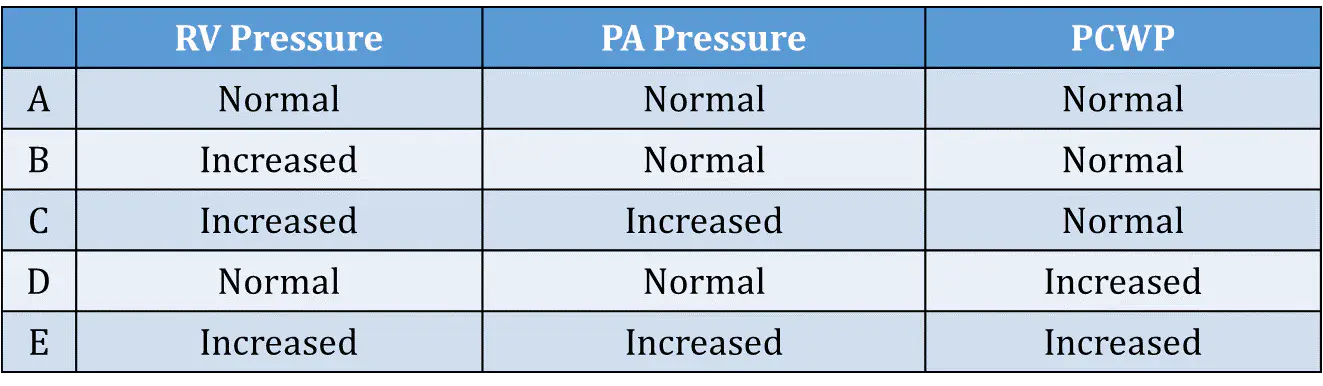 RV Pressure PA Pressure PCWP
A Normal Normal Normal
B Increased Normal Normal
C Increased Increased Normal
D Normal Normal Increased
E Increased Increased Increased